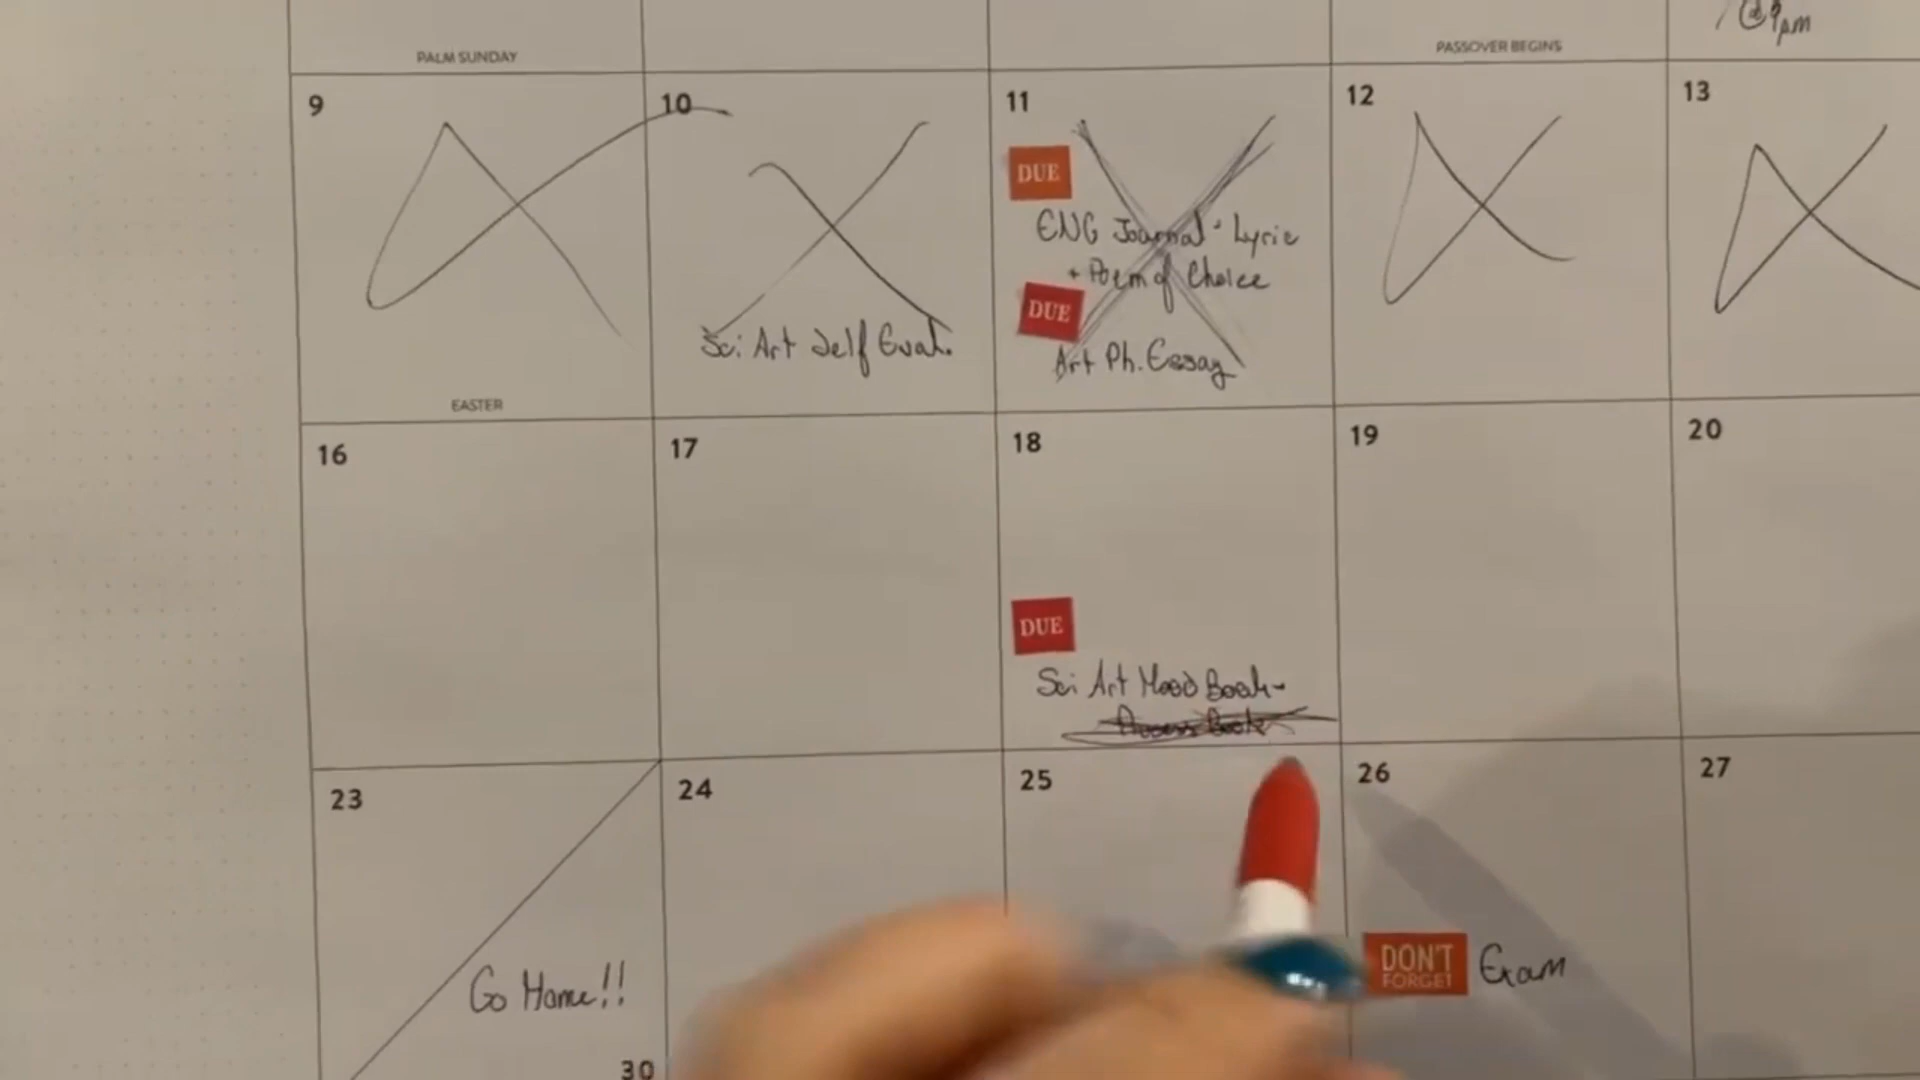 @9pm
PALM SUNDAY
PASSOVER BEGINS
9
10
11
12
13
DUE
ENG Journal - Lyric
+ Poem of Choice
DUE
Sci Art Self Eval.
Art Ph. Essay
EASTER
16
17
18
19
20
DUE
Sci Art Mood Book-
Process Book
23
24
25
26
27
DON'T
FORGET
Exam
Go Home!!
30